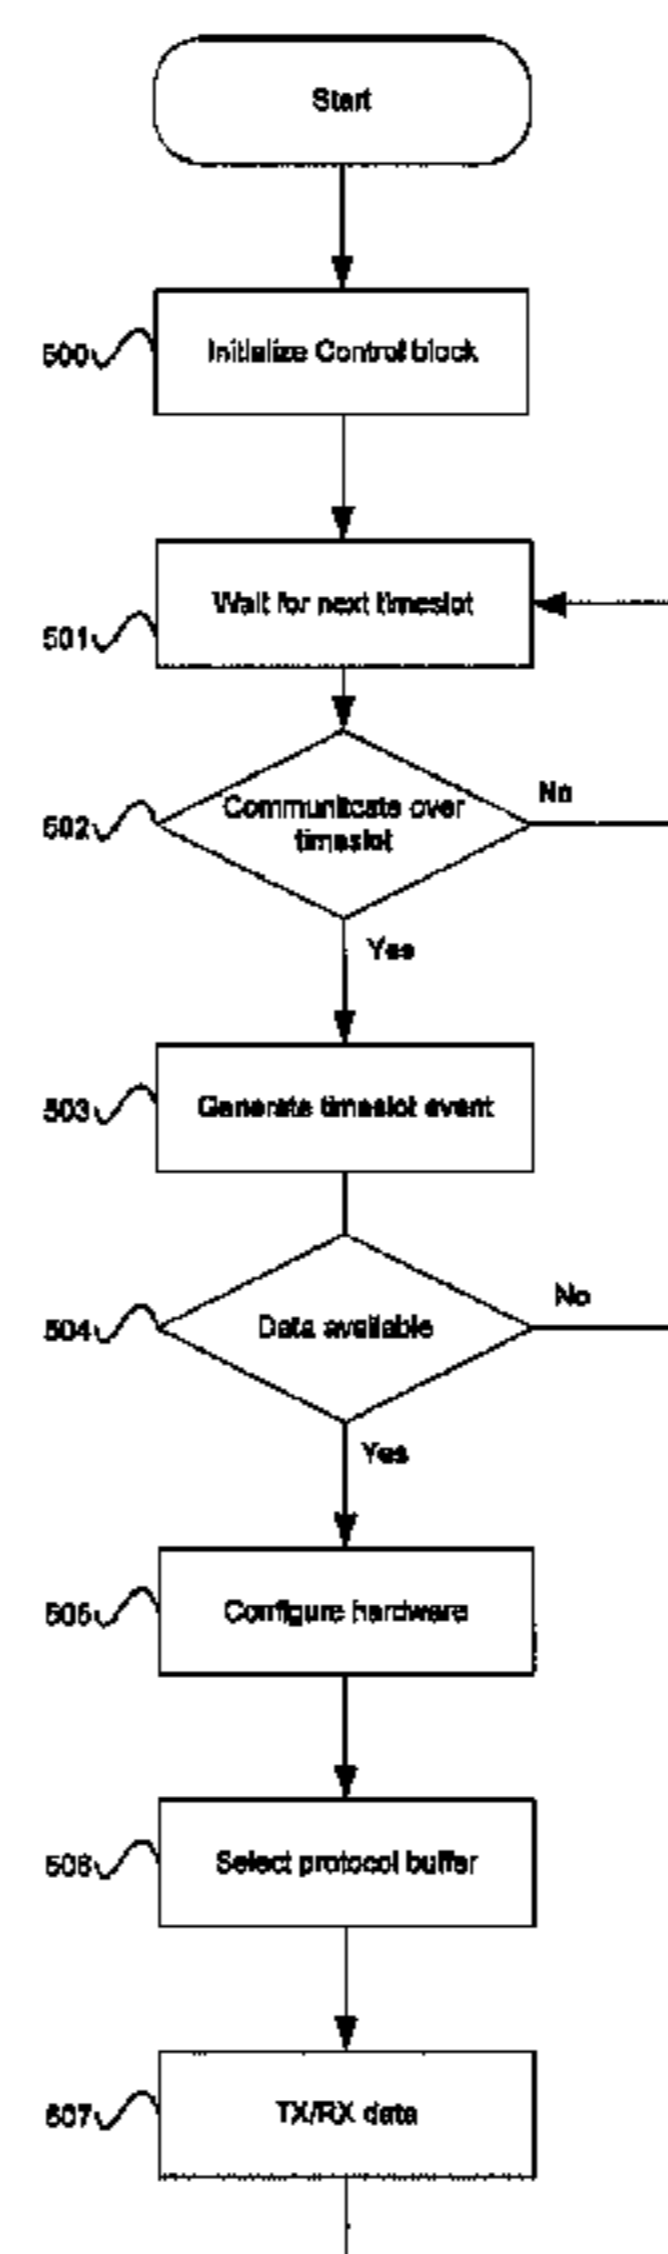 Start
500
Initialize Control block
Wait for next timeslot
501
No
Communitcate over
502
timeslot
Yes
503
Generate timeslot event
No
504
Data available
Yes
505
Configure hardware
506
Select protocol buffer
507
TX/RX data